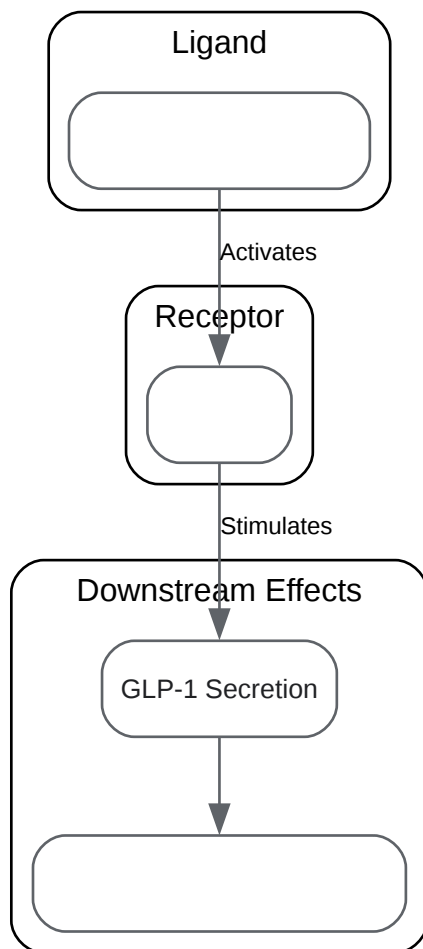 Ligand
Activates
Receptor
Stimulates
Downstream Effects
GLP-1 Secretion